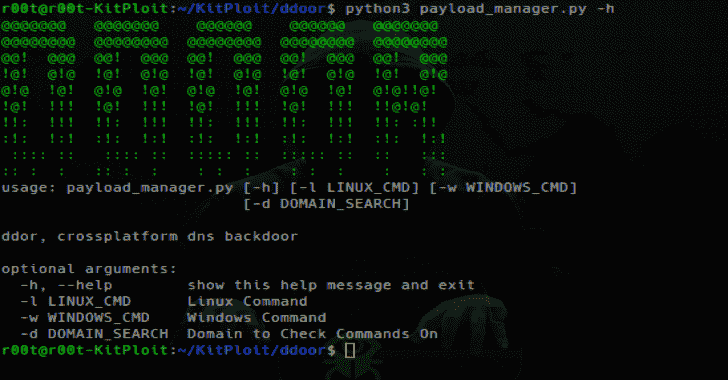 r00t@r00t-KitPloit:~/KitPloit/ddoor$ python3 payload_manager.py -h
@@@@@@@   @@@@@@@    @@@@@@    @@@@@@   @@@@@@@
@@@@@@@@  @@@@@@@@  @@@@@@@@  @@@@@@@@  @@@@@@@@
@@!  @@@  @@!  @@@  @@!  @@@  @@!  @@@  @@!  @@@
!@!  @!@  !@!  @!@  !@!  @!@  !@!  @!@  !@!  @!@
@!@  !@!  @!@  !@!  @!@  !@!  @!@  !@!  @!@!!@!
!@!  !!!  !@!  !!!  !@!  !!!  !@!  !!!  !!@!@!
!!:  !!!  !!:  !!!  !!:  !!!  !!:  !!!  !!: :!!
:!:  !:!  :!:  !:!  :!:  !:!  :!:  !:!  :!:  !:!
 :::: ::   :::: ::  ::::: ::  ::::: ::  ::   :::
:: :  :   :: :  :    : :  :    : :  :    :   : :
usage: payload_manager.py [-h] [-l LINUX_CMD] [-w WINDOWS_CMD]
[-d DOMAIN_SEARCH]
ddor, crossplatform dns backdoor
optional arguments:
-h, --help show this help message and exit
-l LINUX_CMD Linux Command
-w WINDOWS_CMD Windows Command
-d DOMAIN_SEARCH Domain to Check Commands On
r00t@r00t-KitPloit:~/KitPloit/ddoor$